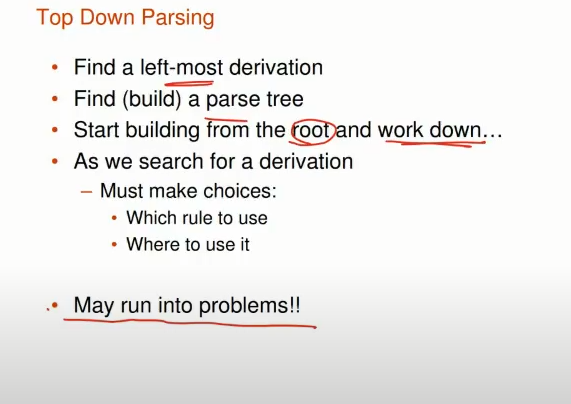 Top Down Parsing
• Find a left-most derivation
• Find (build) a parse tree
• Start building from the root and work down…
• As we search for a derivation
– Must make choices:
• Which rule to use
• Where to use it
• May run into problems!!